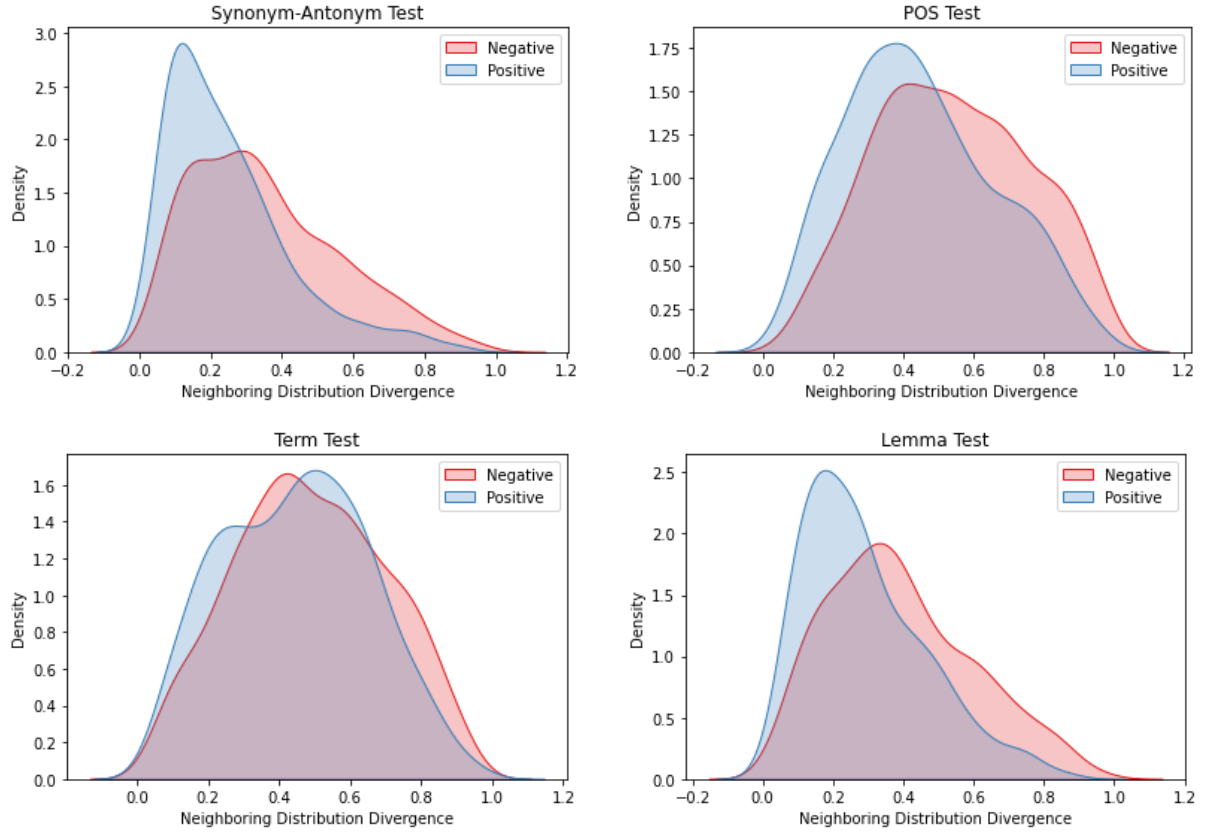 Synonym-Antonym Test
Density
3.0
2.5
2.0
1.5
1.0
0.5
0.0
Negative
Positive
−0.2 0.0 0.2 0.4 0.6 0.8 1.0 1.2
Neighboring Distribution Divergence
POS Test
Density
1.75
1.50
1.25
1.00
0.75
0.50
0.25
0.00
Negative
Positive
−0.2 0.0 0.2 0.4 0.6 0.8 1.0 1.2
Neighboring Distribution Divergence
Term Test
Density
1.6
1.4
1.2
1.0
0.8
0.6
0.4
0.2
0.0
Negative
Positive
0.0 0.2 0.4 0.6 0.8 1.0 1.2
Neighboring Distribution Divergence
Lemma Test
Density
2.5
2.0
1.5
1.0
0.5
0.0
Negative
Positive
−0.2 0.0 0.2 0.4 0.6 0.8 1.0 1.2
Neighboring Distribution Divergence